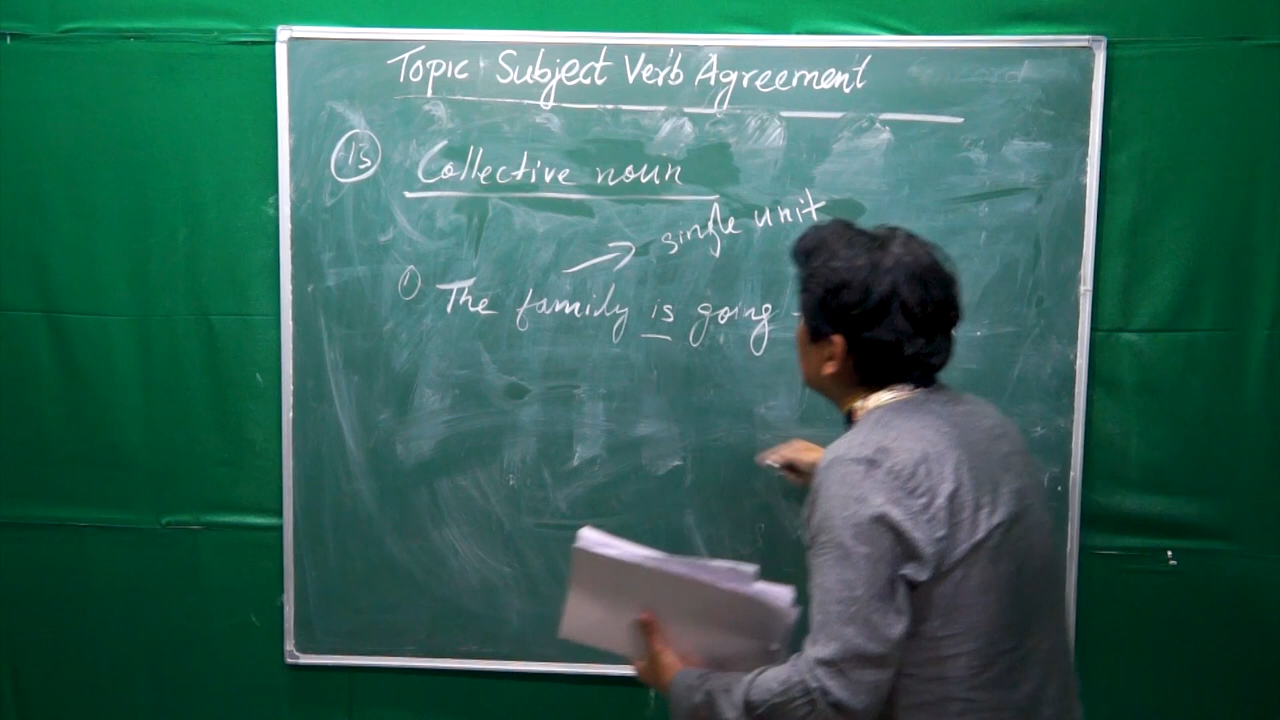 Topic Subject Verb Agreement
13 Collective noun
→ single unit
1) The family is going